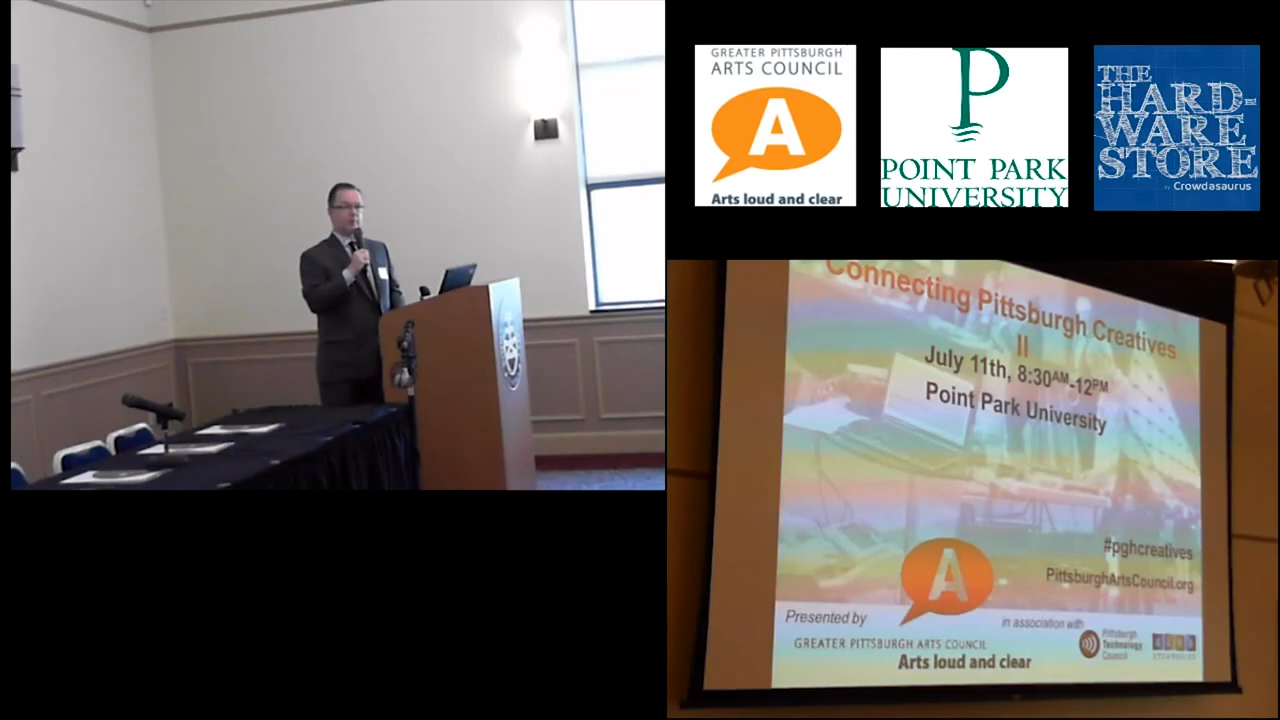 GREATER PITTSBURGH
ARTS COUNCIL
A
Arts loud and clear
P
POINT PARK
UNIVERSITY
THE
HARD-
WARE
STORE
by Crowdasaurus
Connecting Pittsburgh Creatives
II
July 11th, 8:30AM-12PM
Point Park University
#pghcreatives
PittsburghArtsCouncil.org
A
Presented by
in association with
GREATER PITTSBURGH ARTS COUNCIL
Arts loud and clear
Pittsburgh
Technology
Council